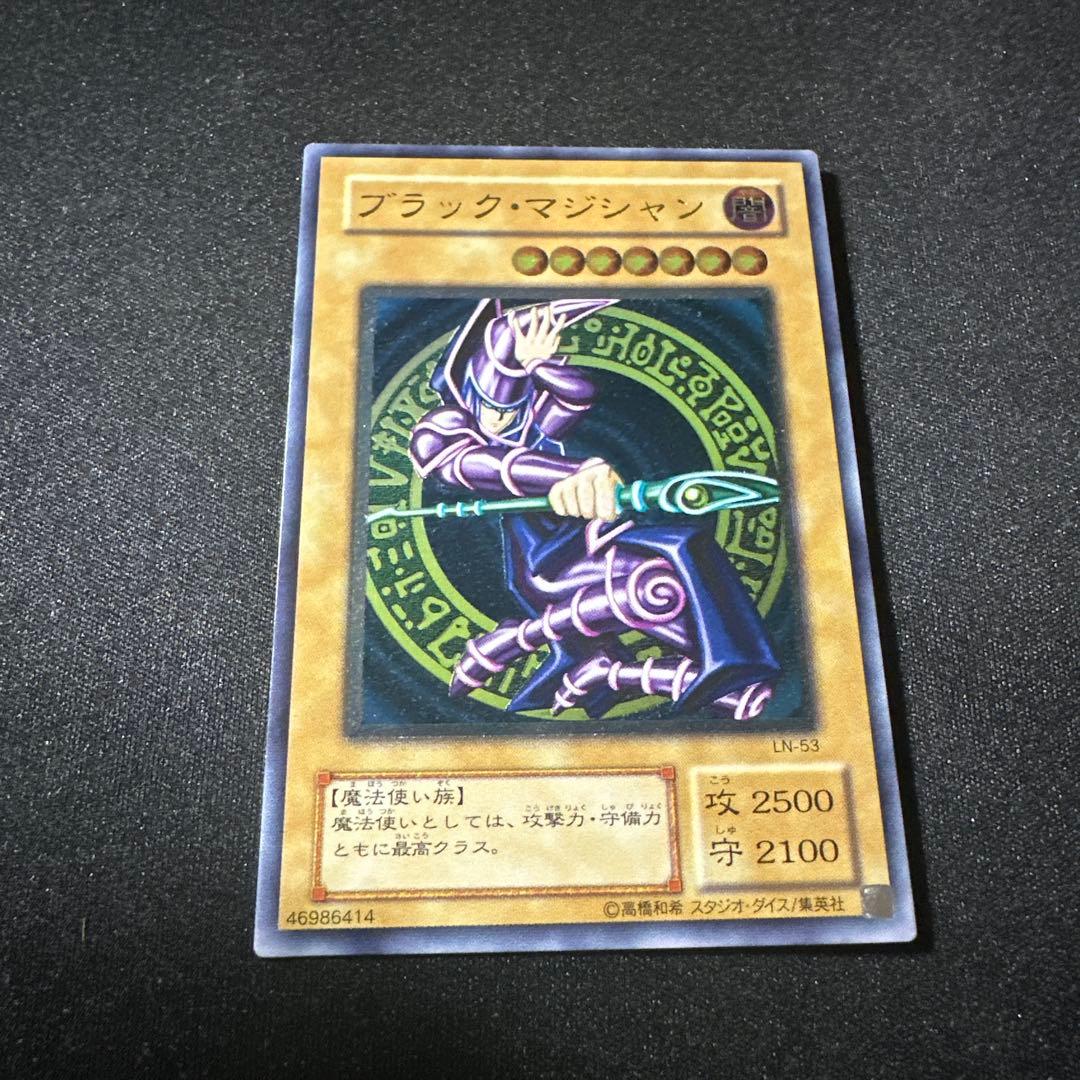 ブラック・マジシャン 闇
LN-53
【魔法使い族】
魔法使いとしては、攻撃力・守備力
ともに最高クラス。
攻 2500
守 2100
46986414
©高橋和希 スタジオ・ダイス/集英社